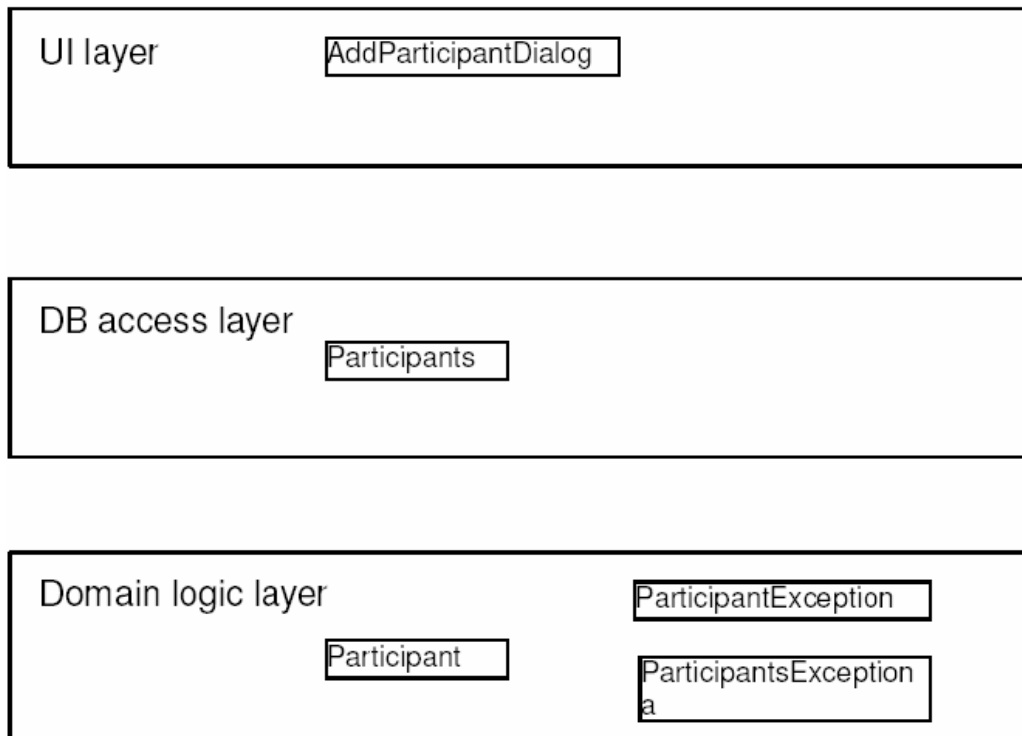 UI layer
AddParticipantDialog
DB access layer
Participants
Domain logic layer
ParticipantException
Participant
ParticipantsException
a